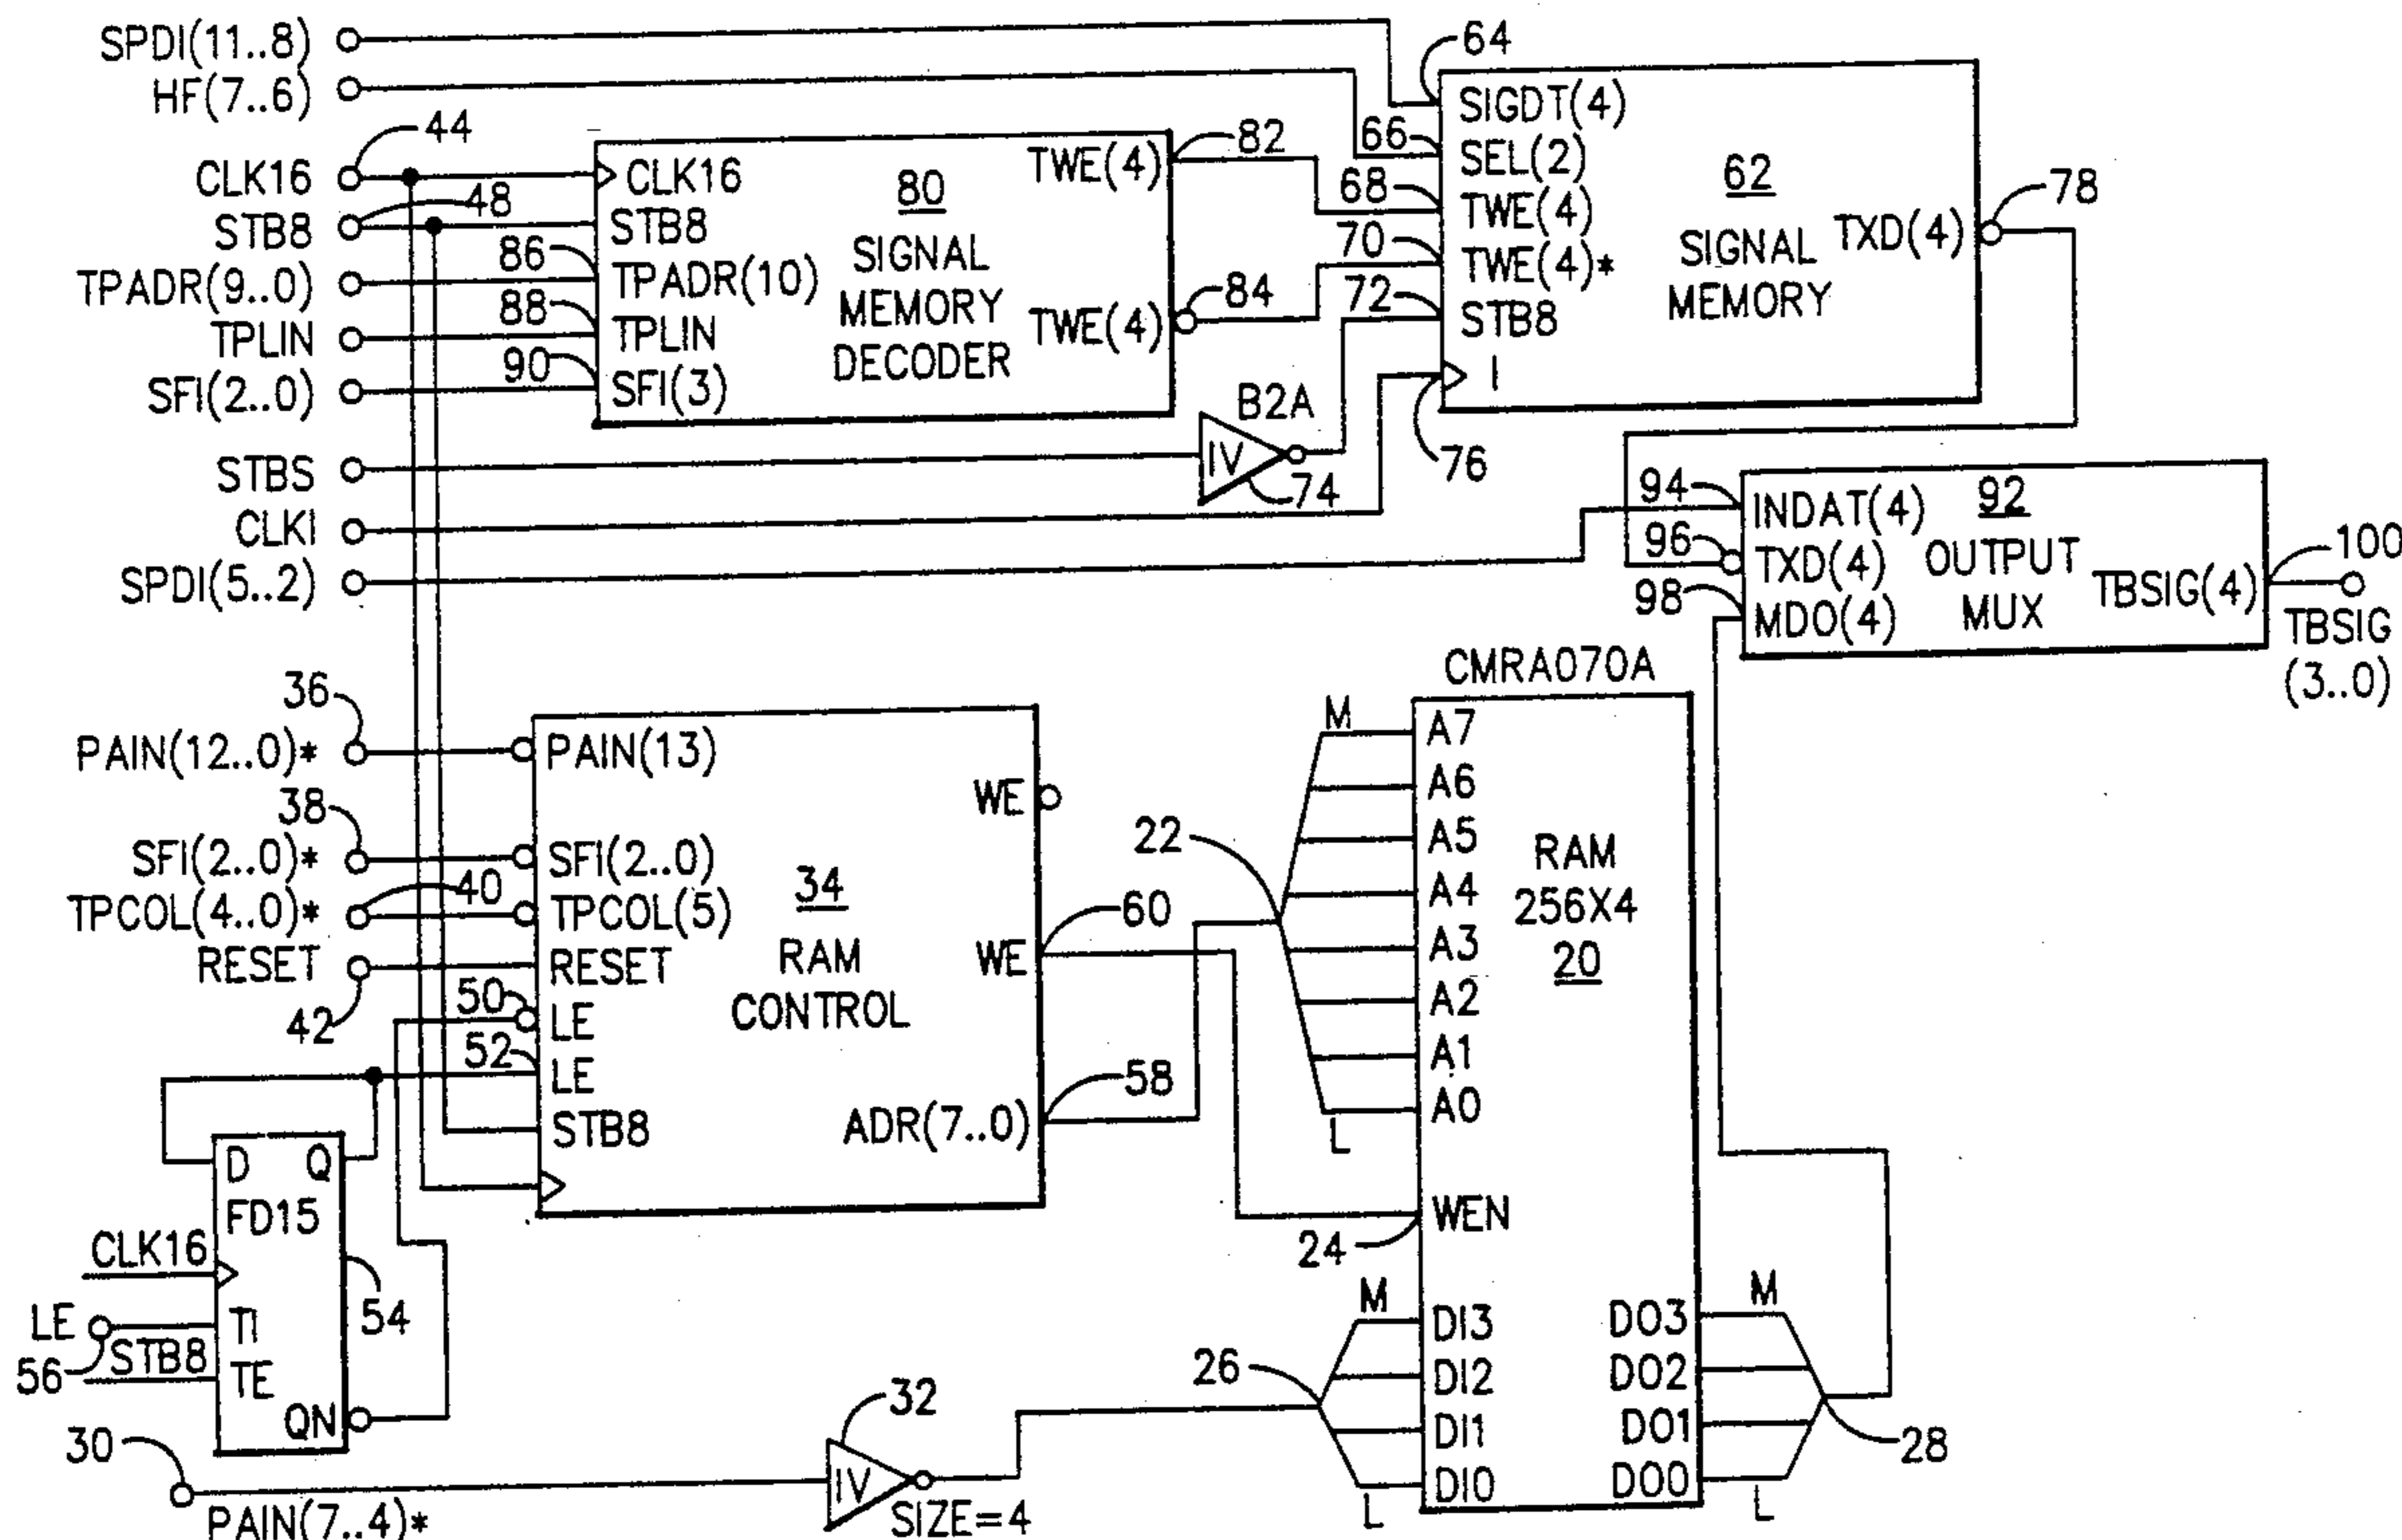 SPDI(11..8)
HF(7..6)
44
CLK16
48
STB8
TPADR(9..0)
TPLIN
SFI(2..0)
STBS
CLKI
SPDI(5..2)
86
88
90
CLK16
STB8
TPADR(10)
TPLIN
SFI(3)
80
SIGNAL
MEMORY
DECODER
TWE(4)
TWE(4)
82
84
B2A
IV
74
64
66
68
70
72
76
SIGDT(4)
SEL(2)
TWE(4)
TWE(4)*
STB8
I
62
SIGNAL
MEMORY
TXD(4)
78
94
96
98
INDAT(4)
TXD(4)
MDO(4)
92
OUTPUT
MUX
TBSIG(4)
100
TBSIG
(3..0)
36
PAIN(12..0)*
38
SFI(2..0)*
40
TPCOL(4..0)*
RESET
42
50
52
PAIN(13)
SFI(2..0)
TPCOL(5)
RESET
LE
LE
STB8
34
RAM
CONTROL
WE
WE
ADR(7..0)
60
58
D
Q
FD15
CLK16
LE
TI
56
STB8
TE
QN
54
30
PAIN(7..4)*
32
IV
SIZE=4
CMRA070A
M
22
L
24
M
26
L
A7
A6
A5
A4
A3
A2
A1
A0
WEN
DI3
DI2
DI1
DI0
RAM
256X4
20
DO3
DO2
DO1
DO0
M
28
L